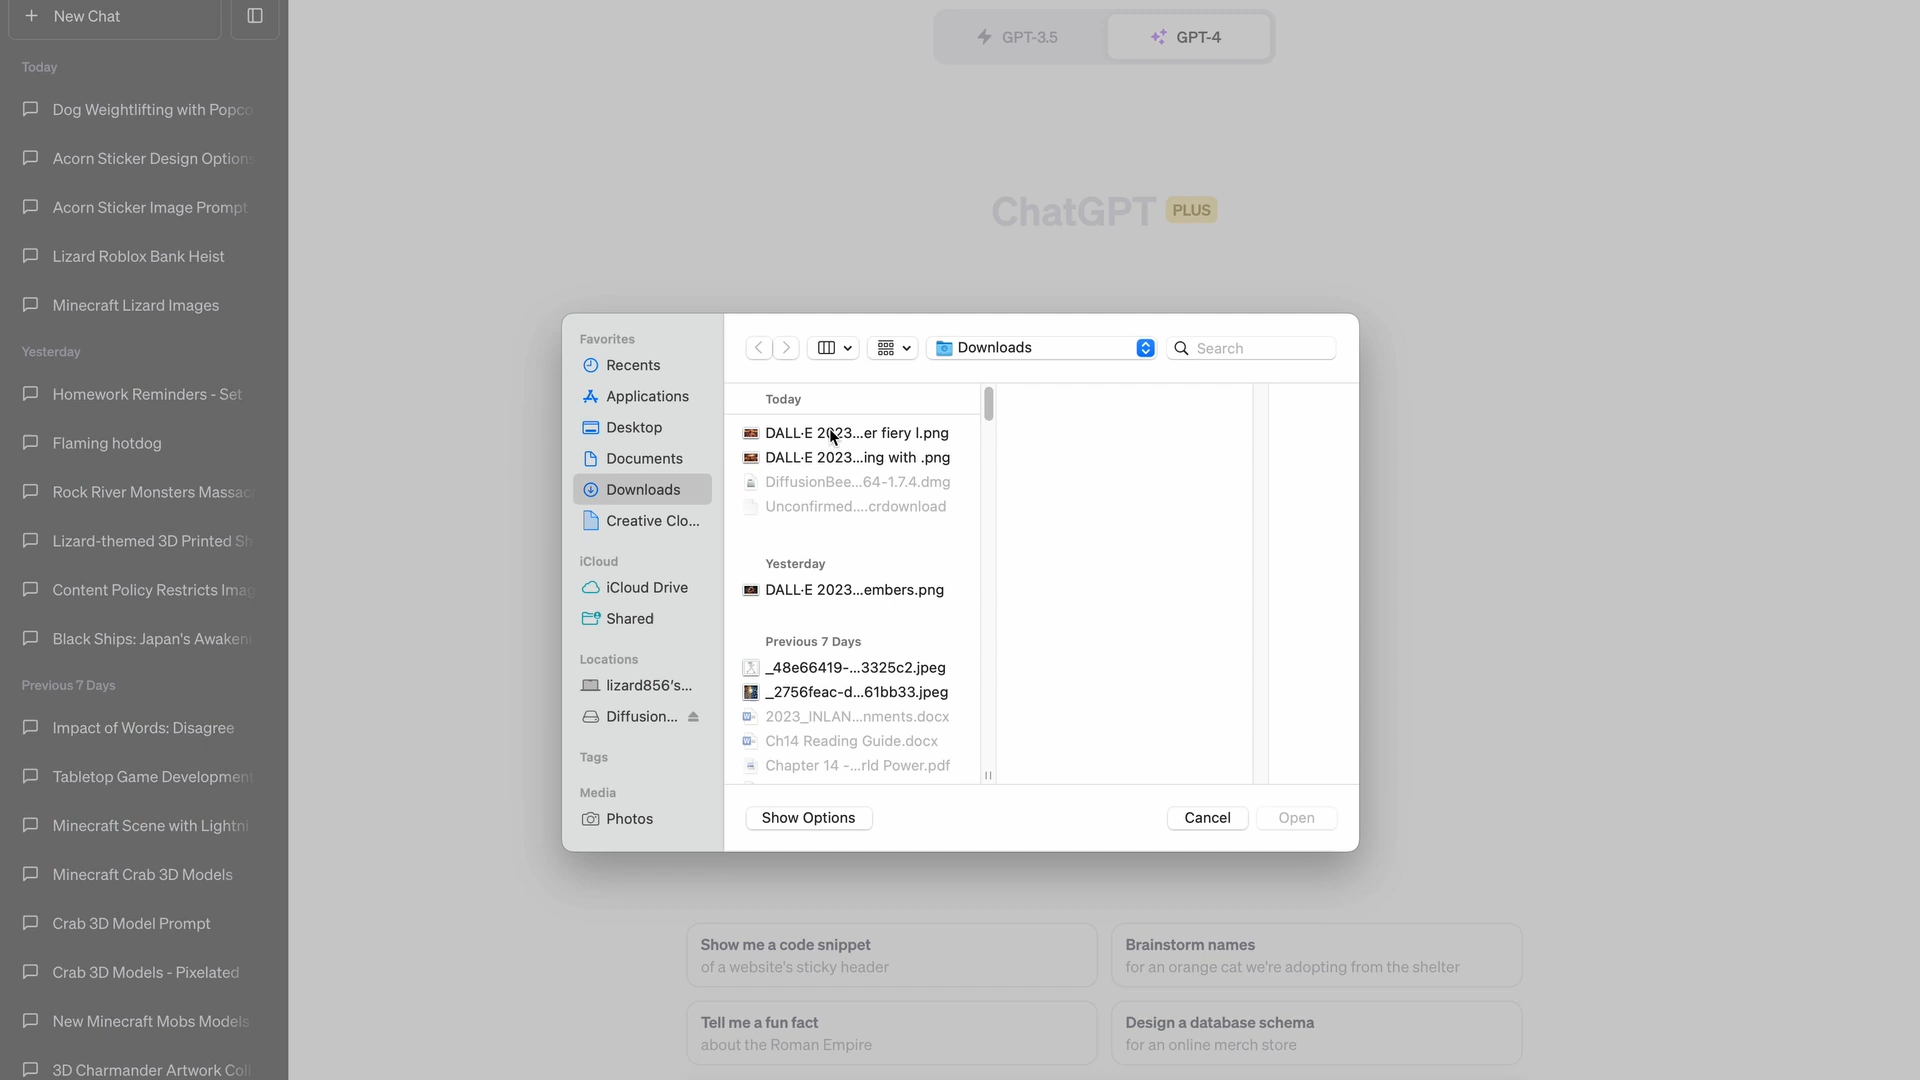 New Chat
Today
Dog Weightlifting with Popco
Acorn Sticker Design Options
Acorn Sticker Image Prompt
Lizard Roblox Bank Heist
Minecraft Lizard Images
Yesterday
Homework Reminders - Set
Flaming hotdog
Rock River Monsters Massac
Lizard-themed 3D Printed Sh
Content Policy Restricts Imag
Black Ships: Japan's Awakeni
Previous 7 Days
Impact of Words: Disagree
Tabletop Game Development
Minecraft Scene with Lightni
Minecraft Crab 3D Models
Crab 3D Model Prompt
Crab 3D Models - Pixelated
New Minecraft Mobs Models
3D Charmander Artwork Coll
GPT-3.5
GPT-4
ChatGPT PLUS
Favorites
Recents
Applications
Desktop
Documents
Downloads
Creative Clo...
iCloud
iCloud Drive
Shared
Locations
lizard856's...
Diffusion...
Tags
Media
Photos
Downloads
Search
Today
DALL·E 2023...er fiery l.png
DALL·E 2023...ing with .png
DiffusionBee...64-1.7.4.dmg
Unconfirmed....crdownload
Yesterday
DALL·E 2023...embers.png
Previous 7 Days
_48e66419-...3325c2.jpeg
_2756feac-d...61bb33.jpeg
2023_INLAN...nments.docx
Ch14 Reading Guide.docx
Chapter 14 -...rld Power.pdf
Show Options
Cancel
Open
Show me a code snippet
of a website's sticky header
Brainstorm names
for an orange cat we're adopting from the shelter
Tell me a fun fact
about the Roman Empire
Design a database schema
for an online merch store